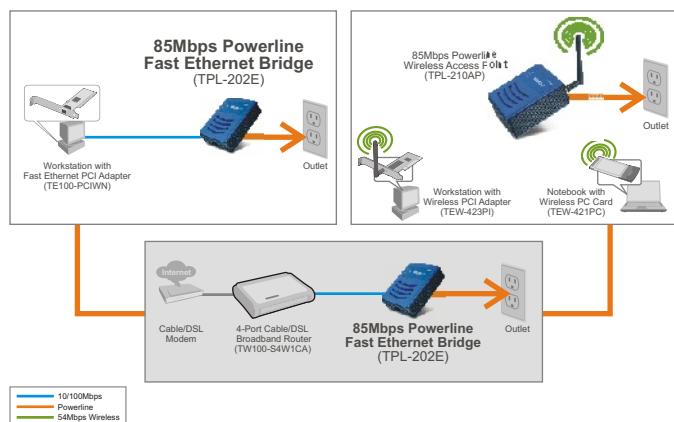 85Mbps Powerline
Fast Ethernet Bridge
(TPL-202E)
Workstation with
Fast Ethernet PCI Adapter
(TE100-PCIWN)
Outlet
85Mbps Powerline
Wireless Access Point
(TPL-210AP)
Outlet
Workstation with
Wireless PCI Adapter
(TEW-423PI)
Notebook with
Wireless PC Card
(TEW-421PC)
Internet
Cable/DSL
Modem
4-Port Cable/DSL
Broadband Router
(TW100-S4W1CA)
85Mbps Powerline
Fast Ethernet Bridge
(TPL-202E)
Outlet
10/100Mbps
Powerline
54Mbps Wireless